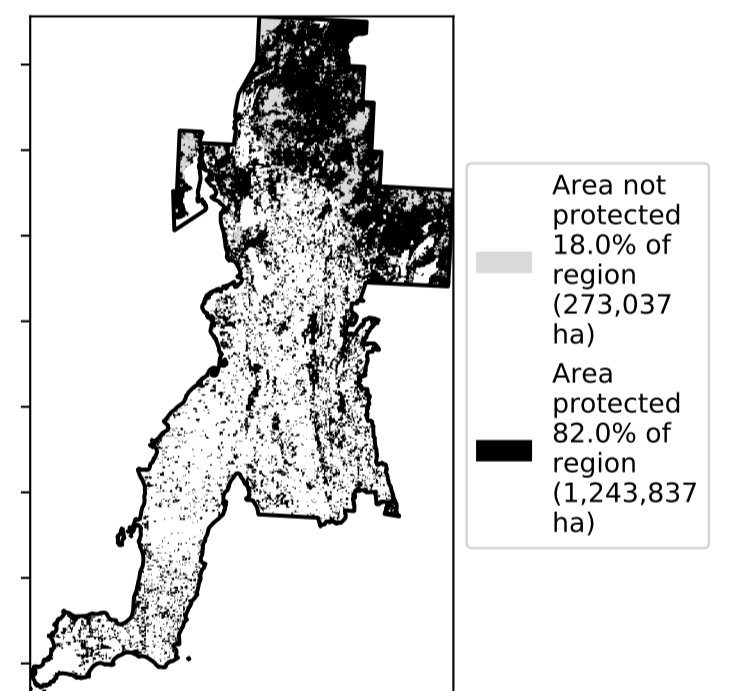 Area not
protected
18.0% of
region
(273,037
ha)
Area
protected
82.0% of
region
(1,243,837
ha)